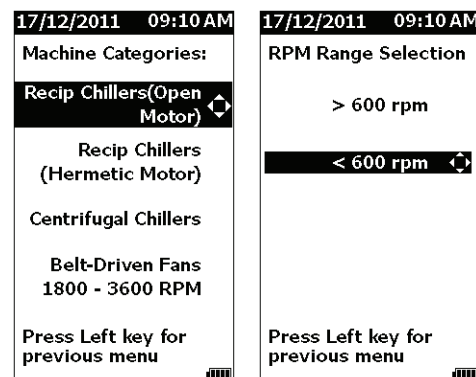 17/12/2011 09:10 AM
Machine Categories:
Recip Chillers(Open
Motor)
Recip Chillers
(Hermetic Motor)
Centrifugal Chillers
Belt-Driven Fans
1800 - 3600 RPM
Press Left key for
previous menu
17/12/2011 09:10 AM
RPM Range Selection
> 600 rpm
< 600 rpm
Press Left key for
previous menu